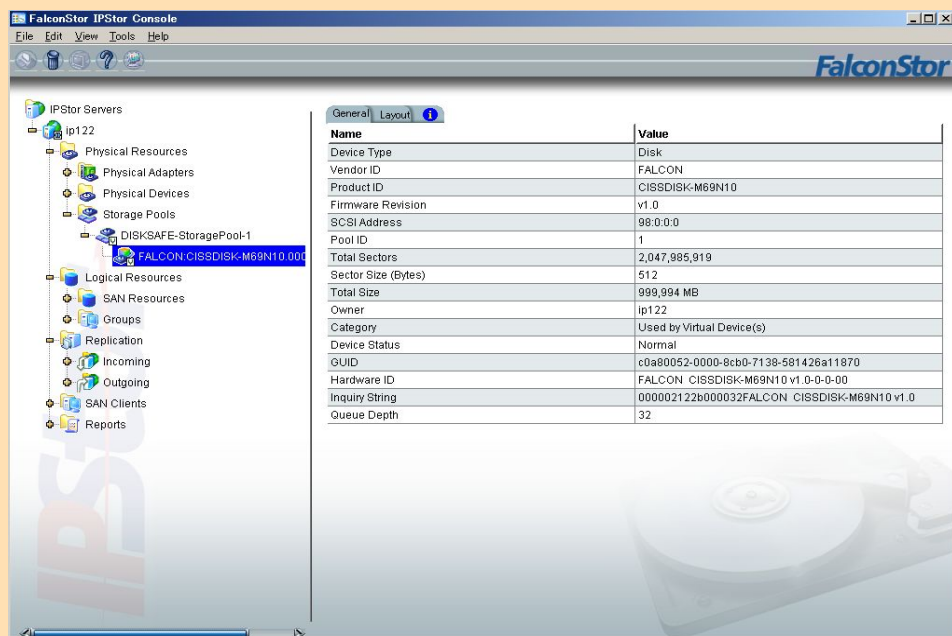 FalconStor IPStor Console
File Edit View Tools Help
FalconStor
IPStor Servers
ip122
Physical Resources
Physical Adapters
Physical Devices
Storage Pools
DISKSAFE-StoragePool-1
FALCON:CISSDISK-M69N10.000
Logical Resources
SAN Resources
Groups
Replication
Incoming
Outgoing
SAN Clients
Reports
IPStor
General Layout i
Name Value
Device Type Disk
Vendor ID FALCON
Product ID CISSDISK-M69N10
Firmware Revision v1.0
SCSI Address 98:0:0:0
Pool ID 1
Total Sectors 2,047,985,919
Sector Size (Bytes) 512
Total Size 999,994 MB
Owner ip122
Category Used by Virtual Device(s)
Device Status Normal
GUID c0a80052-0000-8cb0-7138-581426a11870
Hardware ID FALCON CISSDISK-M69N10 v1.0-0-0-00
Inquiry String 000002122b000032FALCON CISSDISK-M69N10 v1.0
Queue Depth 32